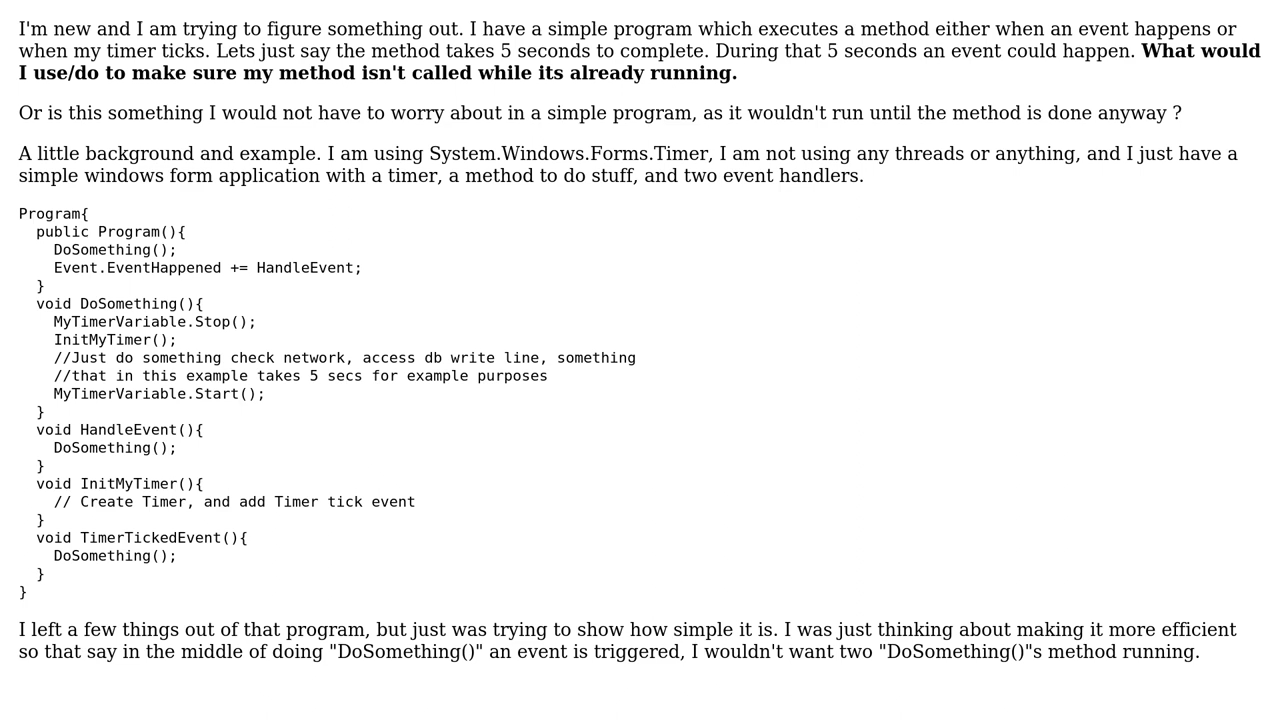 I'm new and I am trying to figure something out. I have a simple program which executes a method either when an event happens or
when my timer ticks. Lets just say the method takes 5 seconds to complete. During that 5 seconds an event could happen. What would
I use/do to make sure my method isn't called while its already running.
Or is this something I would not have to worry about in a simple program, as it wouldn't run until the method is done anyway ?
A little background and example. I am using System.Windows.Forms.Timer, I am not using any threads or anything, and I just have a
simple windows form application with a timer, a method to do stuff, and two event handlers.
Program{
  public Program(){
    DoSomething();
    Event.EventHappened += HandleEvent;
  }
  void DoSomething(){
    MyTimerVariable.Stop();
    InitMyTimer();
    //Just do something check network, access db write line, something
    //that in this example takes 5 secs for example purposes
    MyTimerVariable.Start();
  }
  void HandleEvent(){
    DoSomething();
  }
  void InitMyTimer(){
    // Create Timer, and add Timer tick event
  }
  void TimerTickedEvent(){
    DoSomething();
  }
}
I left a few things out of that program, but just was trying to show how simple it is. I was just thinking about making it more efficient
so that say in the middle of doing "DoSomething()" an event is triggered, I wouldn't want two "DoSomething()"s method running.